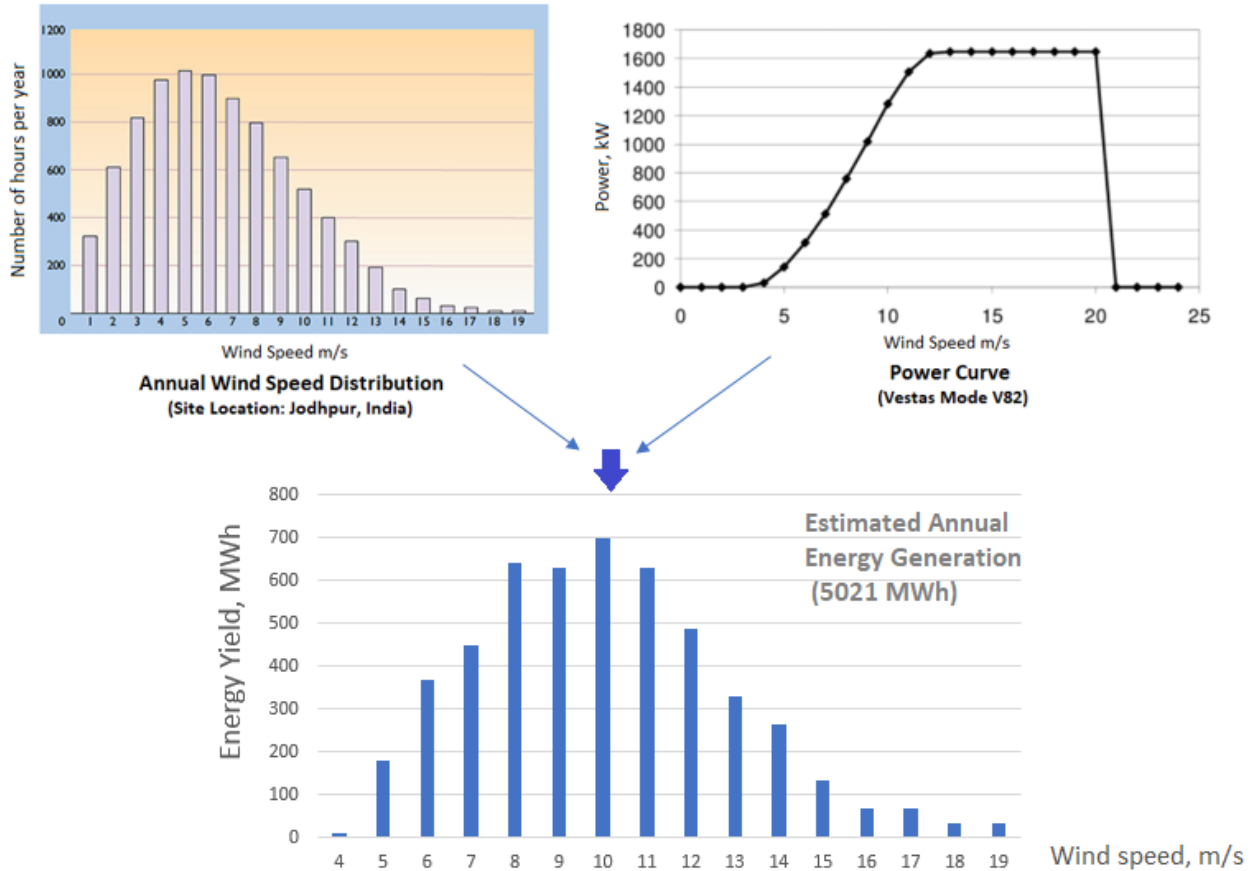 1200
1000
800
600
400
200
0
Number of hours per year
1 2 3 4 5 6 7 8 9 10 11 12 13 14 15 16 17 18 19
Wind Speed m/s
Annual Wind Speed Distribution
(Site Location: Jodhpur, India)
1800
1600
1400
1200
1000
800
600
400
200
0
Power, kW
0 5 10 15 20 25
Wind Speed m/s
Power Curve
(Vestas Mode V82)
800
700
600
500
400
300
200
100
0
Energy Yield, MWh
Estimated Annual
Energy Generation
(5021 MWh)
4 5 6 7 8 9 10 11 12 13 14 15 16 17 18 19
Wind speed, m/s